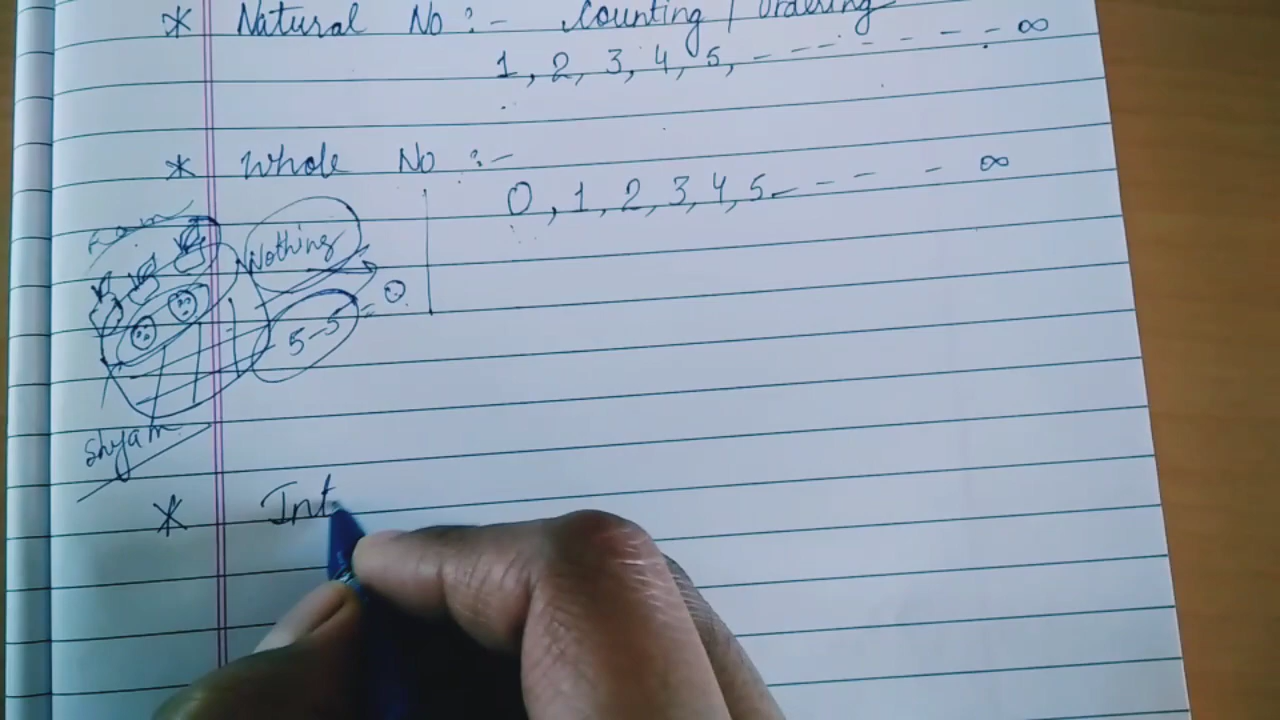 * Natural No :- Counting / Ordering
1, 2, 3, 4, 5, - - - - - - - - ∞
* Whole No :-
0, 1, 2, 3, 4, 5 - - - - ∞
Nothing
5-5 = 0
Shyam
* Int